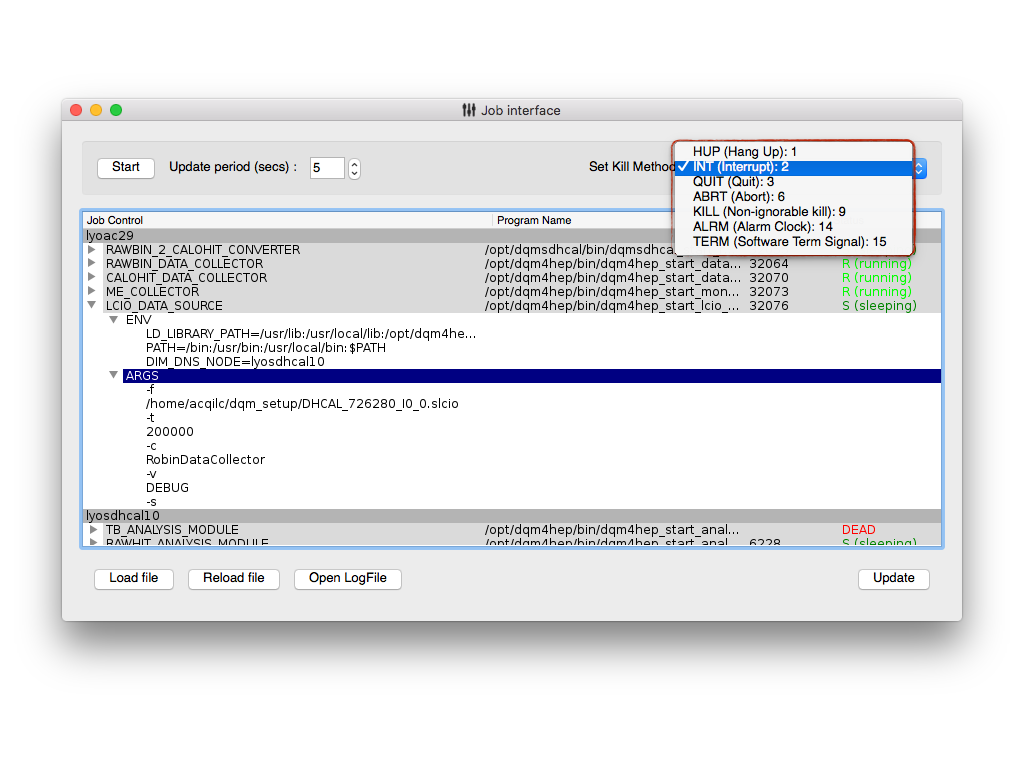 Job interface
Start Update period (secs) : 5 Set Kill Method
HUP (Hang Up): 1
✓ INT (Interrupt): 2
QUIT (Quit): 3
ABRT (Abort): 6
KILL (Non-ignorable kill): 9
ALRM (Alarm Clock): 14
TERM (Software Term Signal): 15
Job Control Program Name
lyoac29
RAWBIN_2_CALOHIT_CONVERTER /opt/dqmsdhcal/bin/dqmsdhca
RAWBIN_DATA_COLLECTOR /opt/dqm4hep/bin/dqm4hep_start_data... 32064 R (running)
CALOHIT_DATA_COLLECTOR /opt/dqm4hep/bin/dqm4hep_start_data... 32070 R (running)
ME_COLLECTOR /opt/dqm4hep/bin/dqm4hep_start_mon... 32073 R (running)
LCIO_DATA_SOURCE /opt/dqm4hep/bin/dqm4hep_start_lcio_... 32076 S (sleeping)
ENV
LD_LIBRARY_PATH=/usr/lib:/usr/local/lib:/opt/dqm4he...
PATH=/bin:/usr/bin:/usr/local/bin:$PATH
DIM_DNS_NODE=lyosdhcal10
ARGS
-f
/home/acqilc/dqm_setup/DHCAL_726280_I0_0.slcio
-t
200000
-c
RobinDataCollector
-v
DEBUG
-s
lyosdhcal10
TB_ANALYSIS_MODULE /opt/dqm4hep/bin/dqm4hep_start_anal... DEAD
RAWHIT_ANALYSIS_MODULE /opt/dqm4hep/bin/dqm4hep_start_anal... 6228 S (sleeping)
Load file Reload file Open LogFile Update